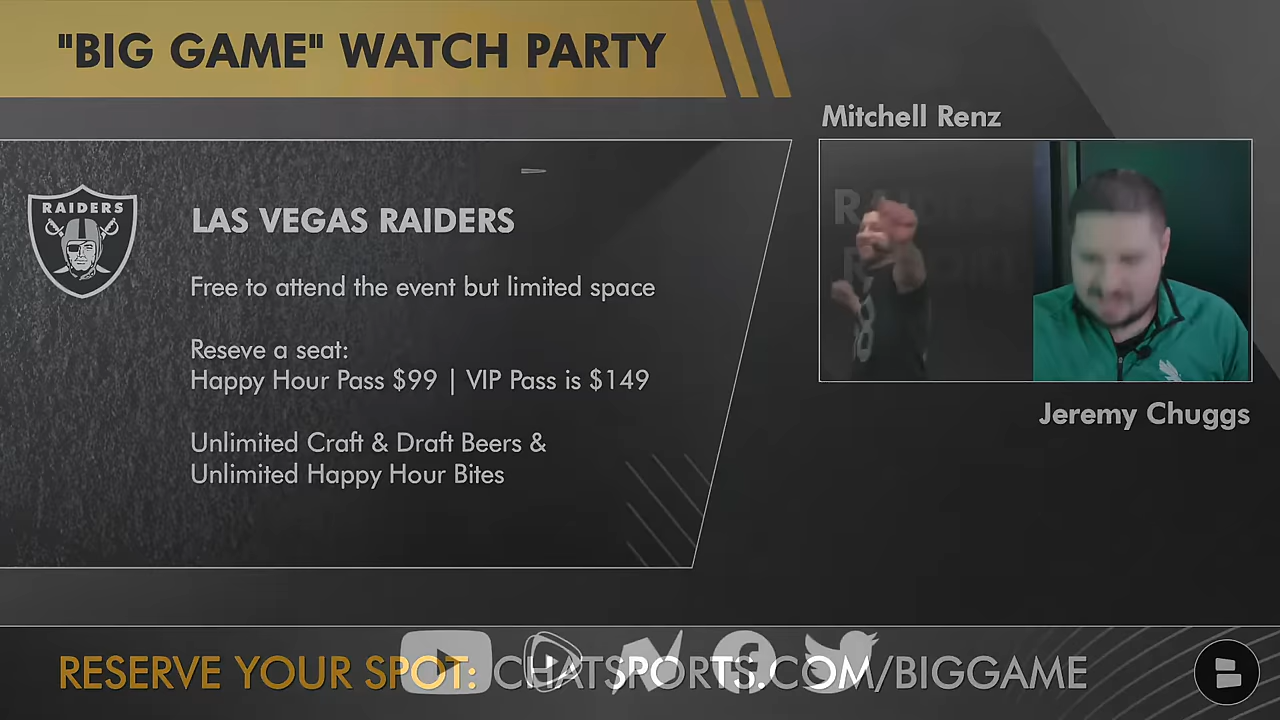 "BIG GAME" WATCH PARTY
Mitchell Renz
RAIDERS
LAS VEGAS RAIDERS
Free to attend the event but limited space
Reseve a seat:
Happy Hour Pass $99 | VIP Pass is $149
Unlimited Craft & Draft Beers &
Unlimited Happy Hour Bites
8
Jeremy Chuggs
RESERVE YOUR SPOT: CHATSPORTS.COM/BIGGAME